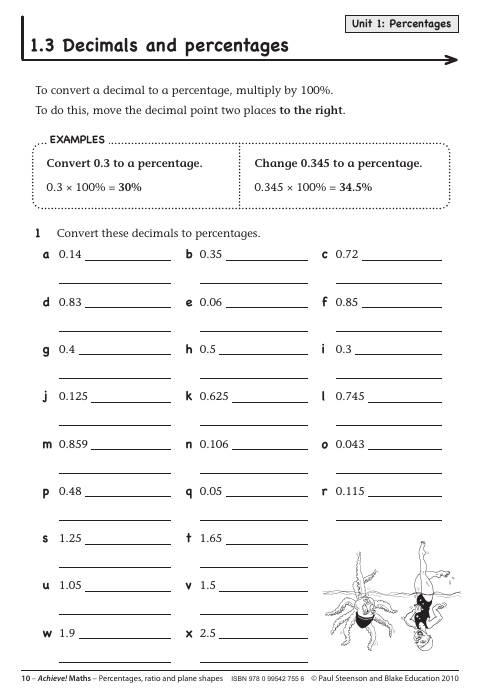 Unit 1: Percentages
1.3 Decimals and percentages
To convert a decimal to a percentage, multiply by 100%.
To do this, move the decimal point two places to the right.
EXAMPLES
Convert 0.3 to a percentage.
0.3 × 100% = 30%
Change 0.345 to a percentage.
0.345 × 100% = 34.5%
1 Convert these decimals to percentages.
a 0.14 b 0.35 c 0.72
d 0.83 e 0.06 f 0.85
g 0.4 h 0.5 i 0.3
j 0.125 k 0.625 l 0.745
m 0.859 n 0.106 o 0.043
p 0.48 q 0.05 r 0.115
s 1.25 t 1.65
u 1.05 v 1.5
w 1.9 x 2.5
10 – Achieve! Maths – Percentages, ratio and plane shapes ISBN 978 0 99542 755 6 © Paul Steenson and Blake Education 2010